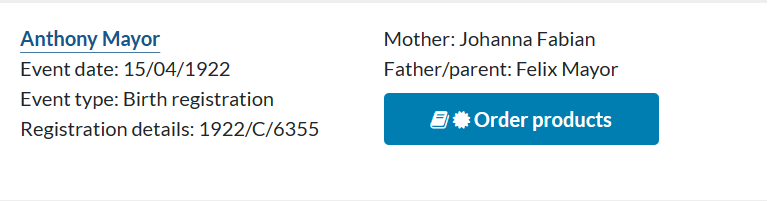 Anthony Mayor
Event date: 15/04/1922
Event type: Birth registration
Registration details: 1922/C/6355
Mother: Johanna Fabian
Father/parent: Felix Mayor
Order products